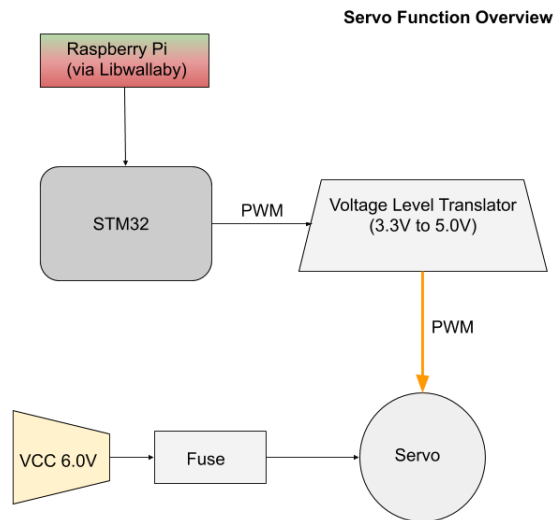 Servo Function Overview
Raspberry Pi
(via Libwallaby)
STM32
PWM
Voltage Level Translator
(3.3V to 5.0V)
PWM
VCC 6.0V
Fuse
Servo